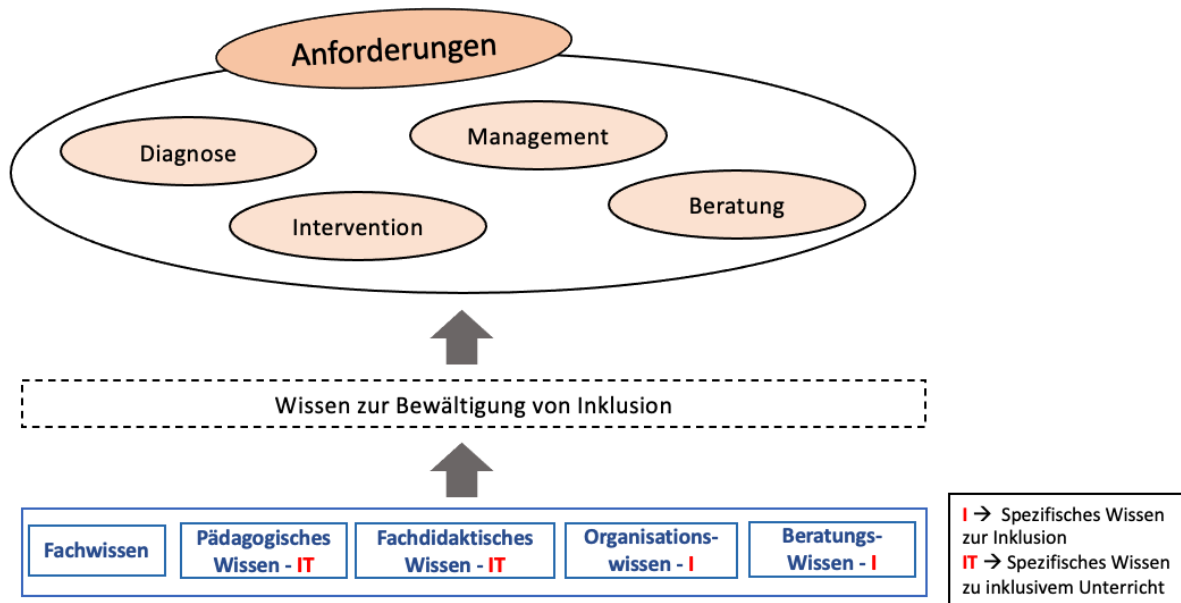 Anforderungen
Diagnose
Management
Intervention
Beratung
Wissen zur Bewältigung von Inklusion
Fachwissen
Pädagogisches
Wissen - IT
Fachdidaktisches
Wissen - IT
Organisations-
wissen - I
Beratungs-
Wissen - I
I → Spezifisches Wissen
zur Inklusion
IT → Spezifisches Wissen
zu inklusivem Unterricht